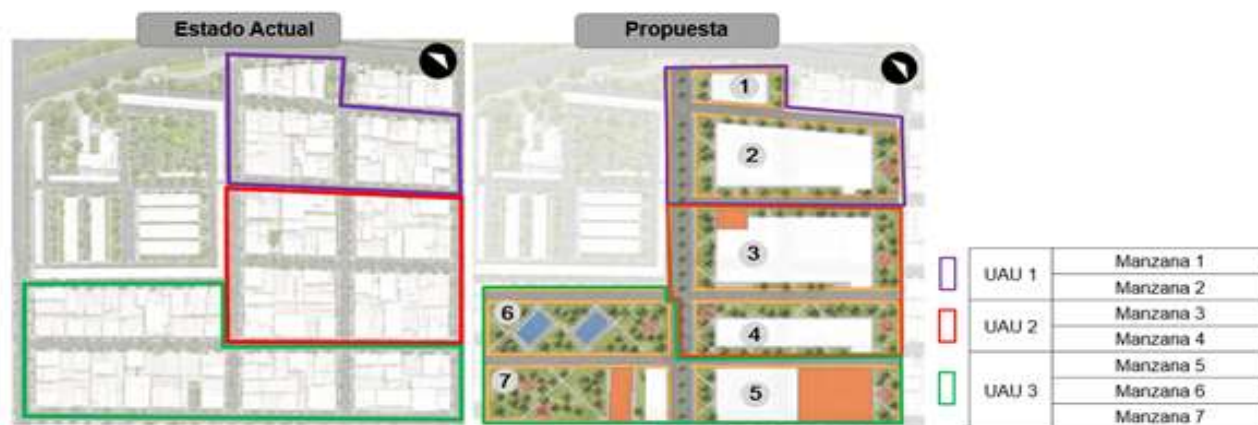 Estado Actual
Propuesta
1
2
3
4
6
7
5
UAU 1
Manzana 1
Manzana 2
UAU 2
Manzana 3
Manzana 4
UAU 3
Manzana 5
Manzana 6
Manzana 7